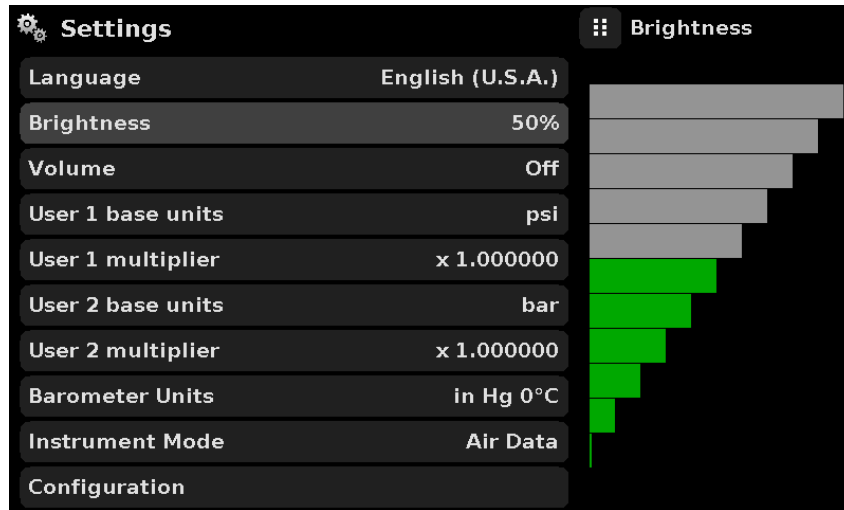 Settings
Language English (U.S.A.)
Brightness 50%
Volume Off
User 1 base units psi
User 1 multiplier x 1.000000
User 2 base units bar
User 2 multiplier x 1.000000
Barometer Units in Hg 0°C
Instrument Mode Air Data
Configuration
Brightness